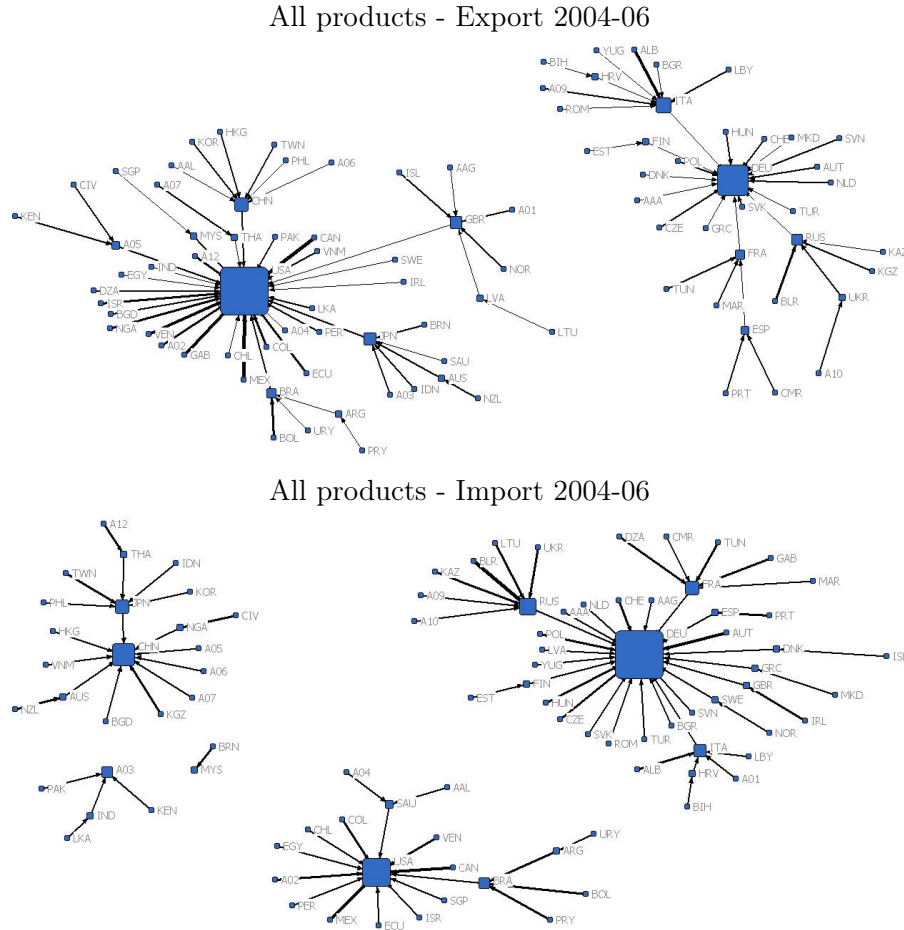 All products - Export 2004-06
YUG ALB
BIH HRV BGR LBY
A09 ITA
ROM
HKG
KOR TWN
PHL A06
SGP AAL
CIV A07 CHN
KEN
A05 MYS THA PAK CAN
A12 VNM
IND USA SWE
EGY IRL
DZA
ISR LKA
BGD
NGA VEN A04 PER JPN BRN
A02 COL
GAB CHL SAU
MEX ECU AUS
BRA A03 IDN NZL
ARG
URY
BOL PRY
ISL AAG
GBR A01
NOR
LVA
LTU
HUN CHE MKD SVN
EST FIN
POL DEU AUT
DNK NLD
AAA SVK
TUR
CZE GRC RUS
FRA KAZ
KGZ
TUN
MAR BLR UKR
ESP
PRT CMR A10
All products - Import 2004-06
A12
THA
TWN IDN
KOR
PHL JPN
CIV
HKG NGA
CHN A05
VNM A06
AUS A07
NZL
BGD KGZ
BRN
A03 MYS
PAK
IND KEN
LKA
LTU UKR
BLR
KAZ
A09 RUS
A10
DZA CMR TUN
GAB
FRA MAR
CHE AAG
NLD
AAA ESP PRT
DEU
POL AUT
LVA DNK ISL
YUG GRC
FIN GBR MKD
EST
HUN SWE
CZE SVN IRL
BGR NOR
SVK ROM TUR
ITA
ALB LBY
HRV A01
BIH
A04
SAU AAL
COL
CHL VEN URY
EGY USA ARG
A02 CAN BRA
BOL
PER SGP
MEX ECU ISR PRY